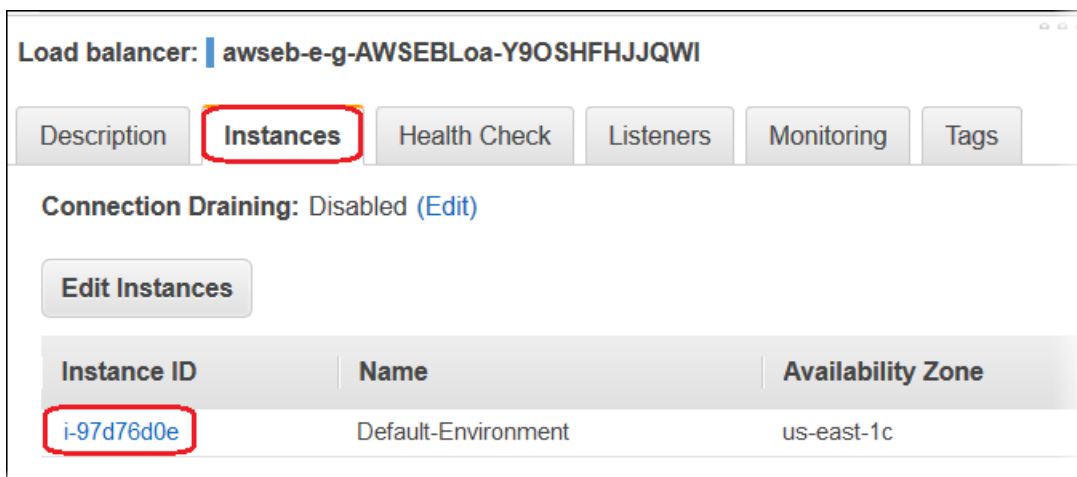 Load balancer: awseb-e-g-AWSEBLoa-Y9OSHFHJJQWI
Description Instances Health Check Listeners Monitoring Tags
Connection Draining: Disabled (Edit)
Edit Instances
Instance ID Name Availability Zone
i-97d76d0e Default-Environment us-east-1c